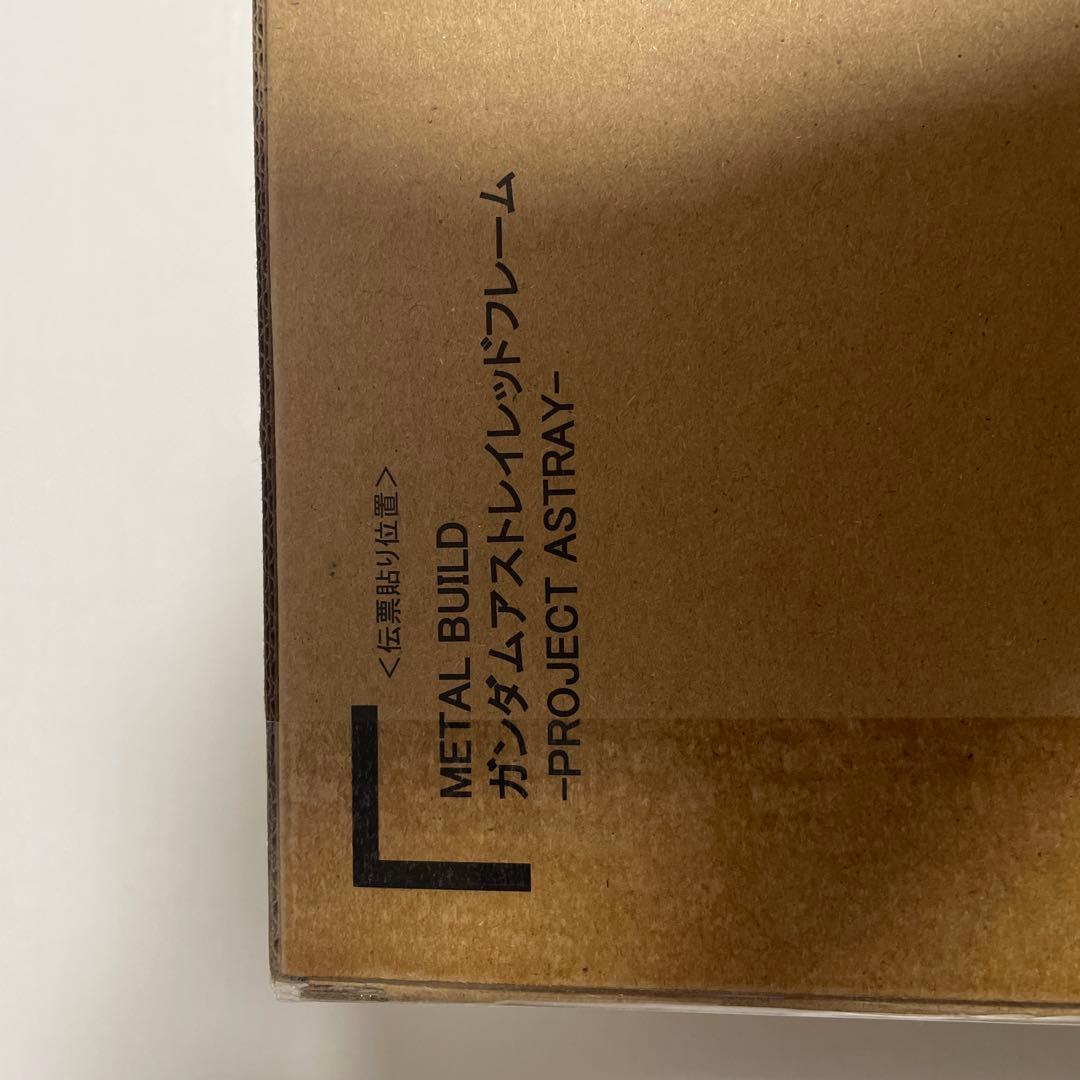 <伝票貼り位置>
METAL BUILD
ガンダムアストレイレッドフレーム
-PROJECT ASTRAY-